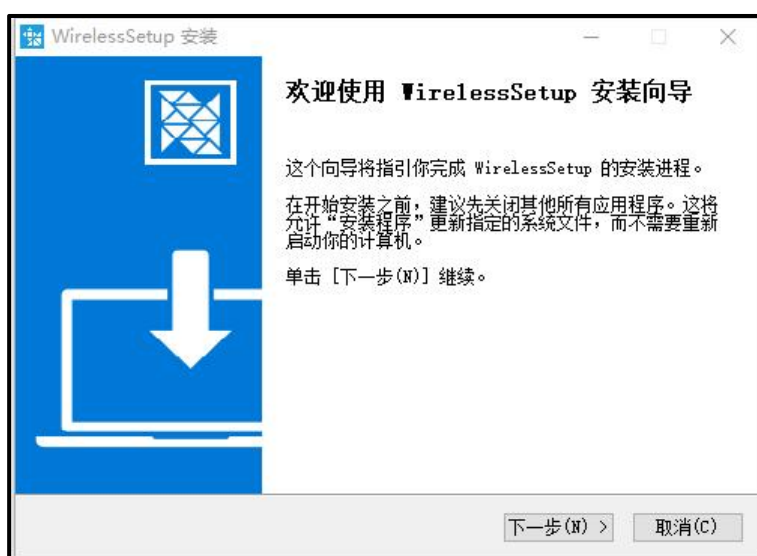 WirelessSetup 安装
欢迎使用 WirelessSetup 安装向导
这个向导将指引你完成 WirelessSetup 的安装进程。
在开始安装之前，建议先关闭其他所有应用程序。这将
允许“安装程序”更新指定的系统文件，而不需要重新
启动你的计算机。
单击 [下一步(N)] 继续。
下一步(N) >
取消(C)